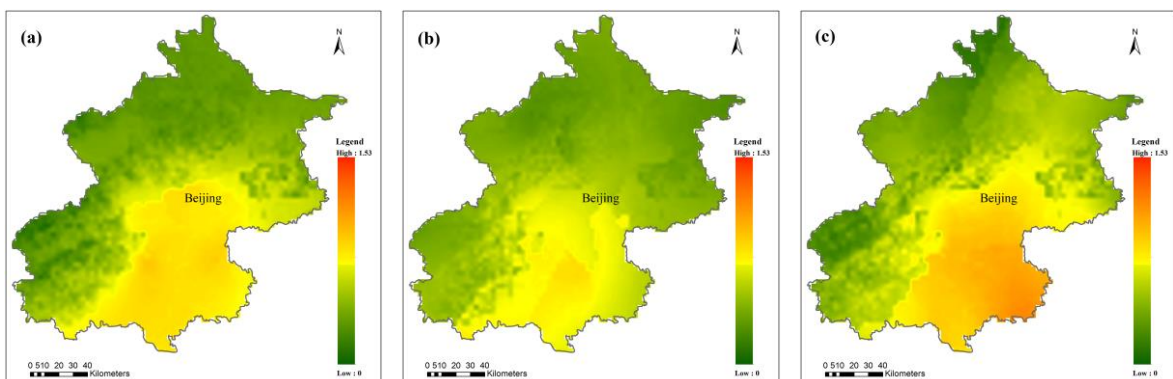 (a)
N
Legend
High : 1.53
Beijing
Low : 0
0 510 20 30 40
Kilometers
(b)
N
Legend
High : 1.53
Beijing
Low : 0
0 510 20 30 40
Kilometers
(c)
N
Legend
High : 1.53
Beijing
Low : 0
0 510 20 30 40
Kilometers